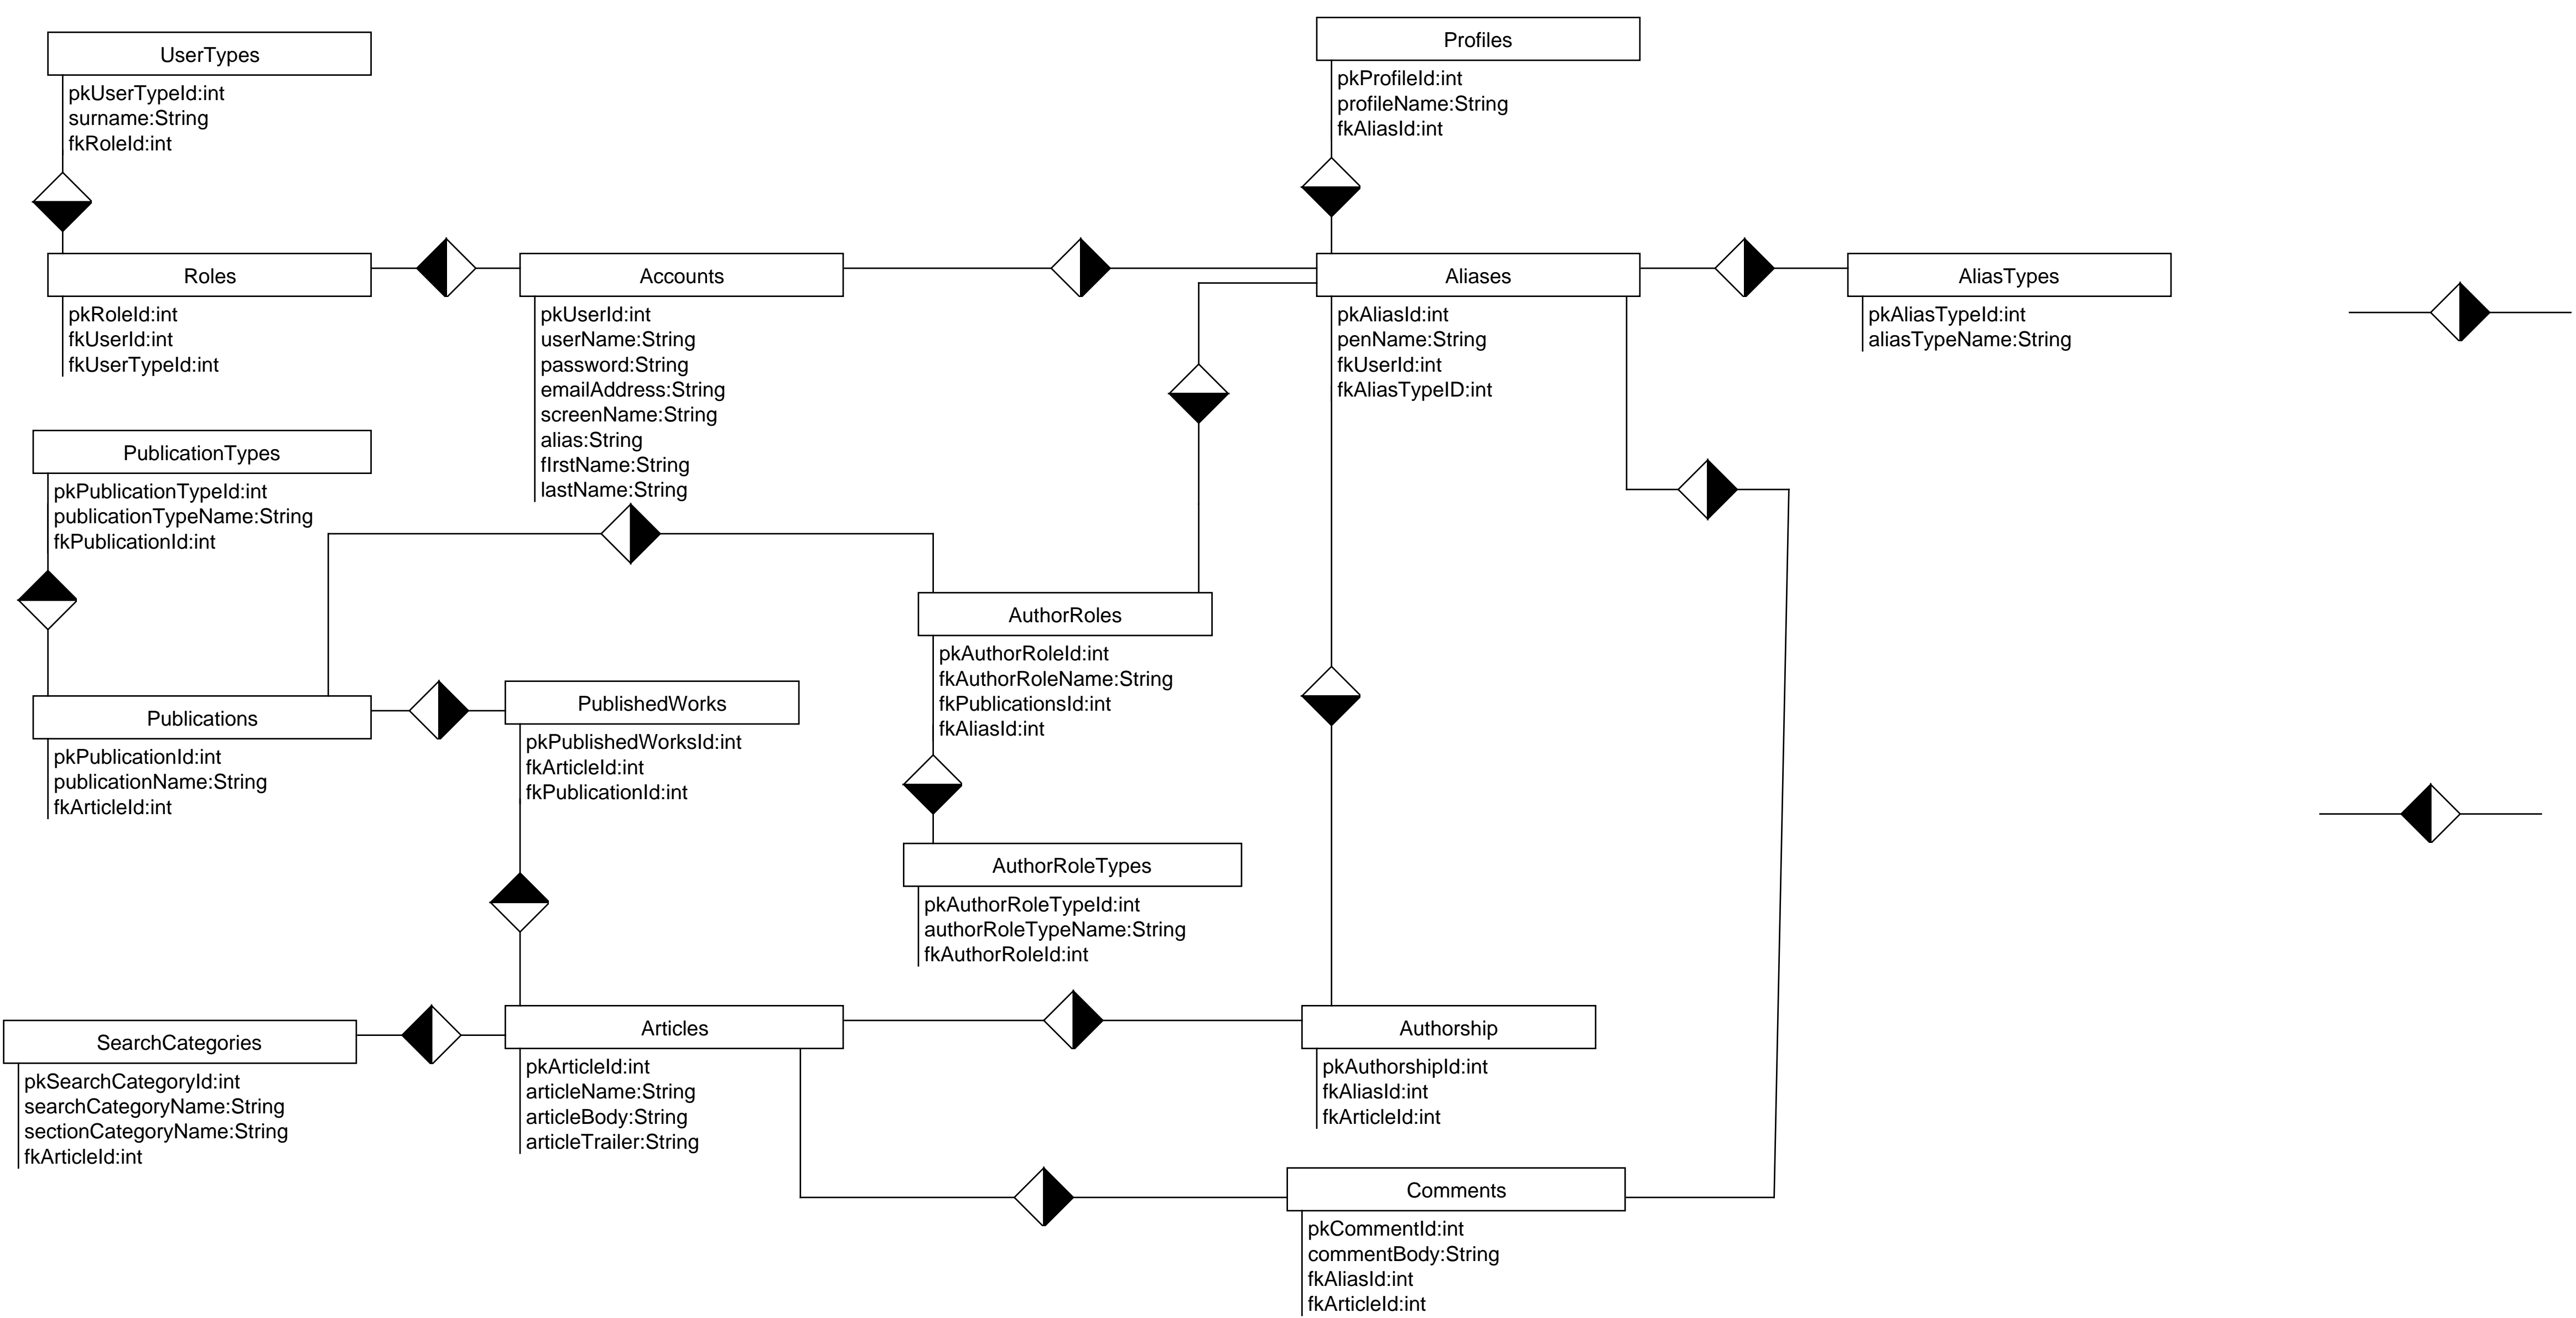 UserTypes
pkUserTypeId:int
surname:String
fkRoleId:int
Profiles
pkProfileId:int
profileName:String
fkAliasId:int
Roles
pkRoleId:int
fkUserId:int
fkUserTypeId:int
Accounts
pkUserId:int
userName:String
password:String
emailAddress:String
screenName:String
alias:String
fIrstName:String
lastName:String
Aliases
pkAliasId:int
penName:String
fkUserId:int
fkAliasTypeID:int
AliasTypes
pkAliasTypeId:int
aliasTypeName:String
PublicationTypes
pkPublicationTypeId:int
publicationTypeName:String
fkPublicationId:int
AuthorRoles
pkAuthorRoleId:int
fkAuthorRoleName:String
fkPublicationsId:int
fkAliasId:int
Publications
pkPublicationId:int
publicationName:String
fkArticleId:int
PublishedWorks
pkPublishedWorksId:int
fkArticleId:int
fkPublicationId:int
AuthorRoleTypes
pkAuthorRoleTypeId:int
authorRoleTypeName:String
fkAuthorRoleId:int
SearchCategories
pkSearchCategoryId:int
searchCategoryName:String
sectionCategoryName:String
fkArticleId:int
Articles
pkArticleId:int
articleName:String
articleBody:String
articleTrailer:String
Authorship
pkAuthorshipId:int
fkAliasId:int
fkArticleId:int
Comments
pkCommentId:int
commentBody:String
fkAliasId:int
fkArticleId:int